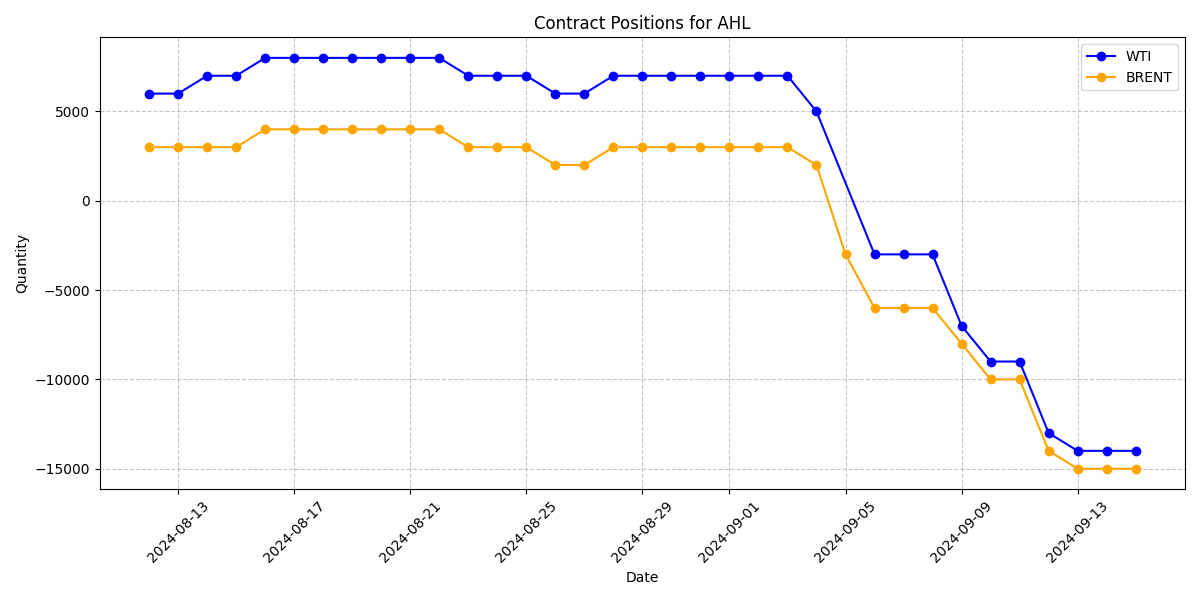 Contract Positions for AHL
WTI
BRENT
Quantity
5000
0
−5000
−10000
−15000
2024-08-13
2024-08-17
2024-08-21
2024-08-25
2024-08-29
2024-09-01
2024-09-05
2024-09-09
2024-09-13
Date